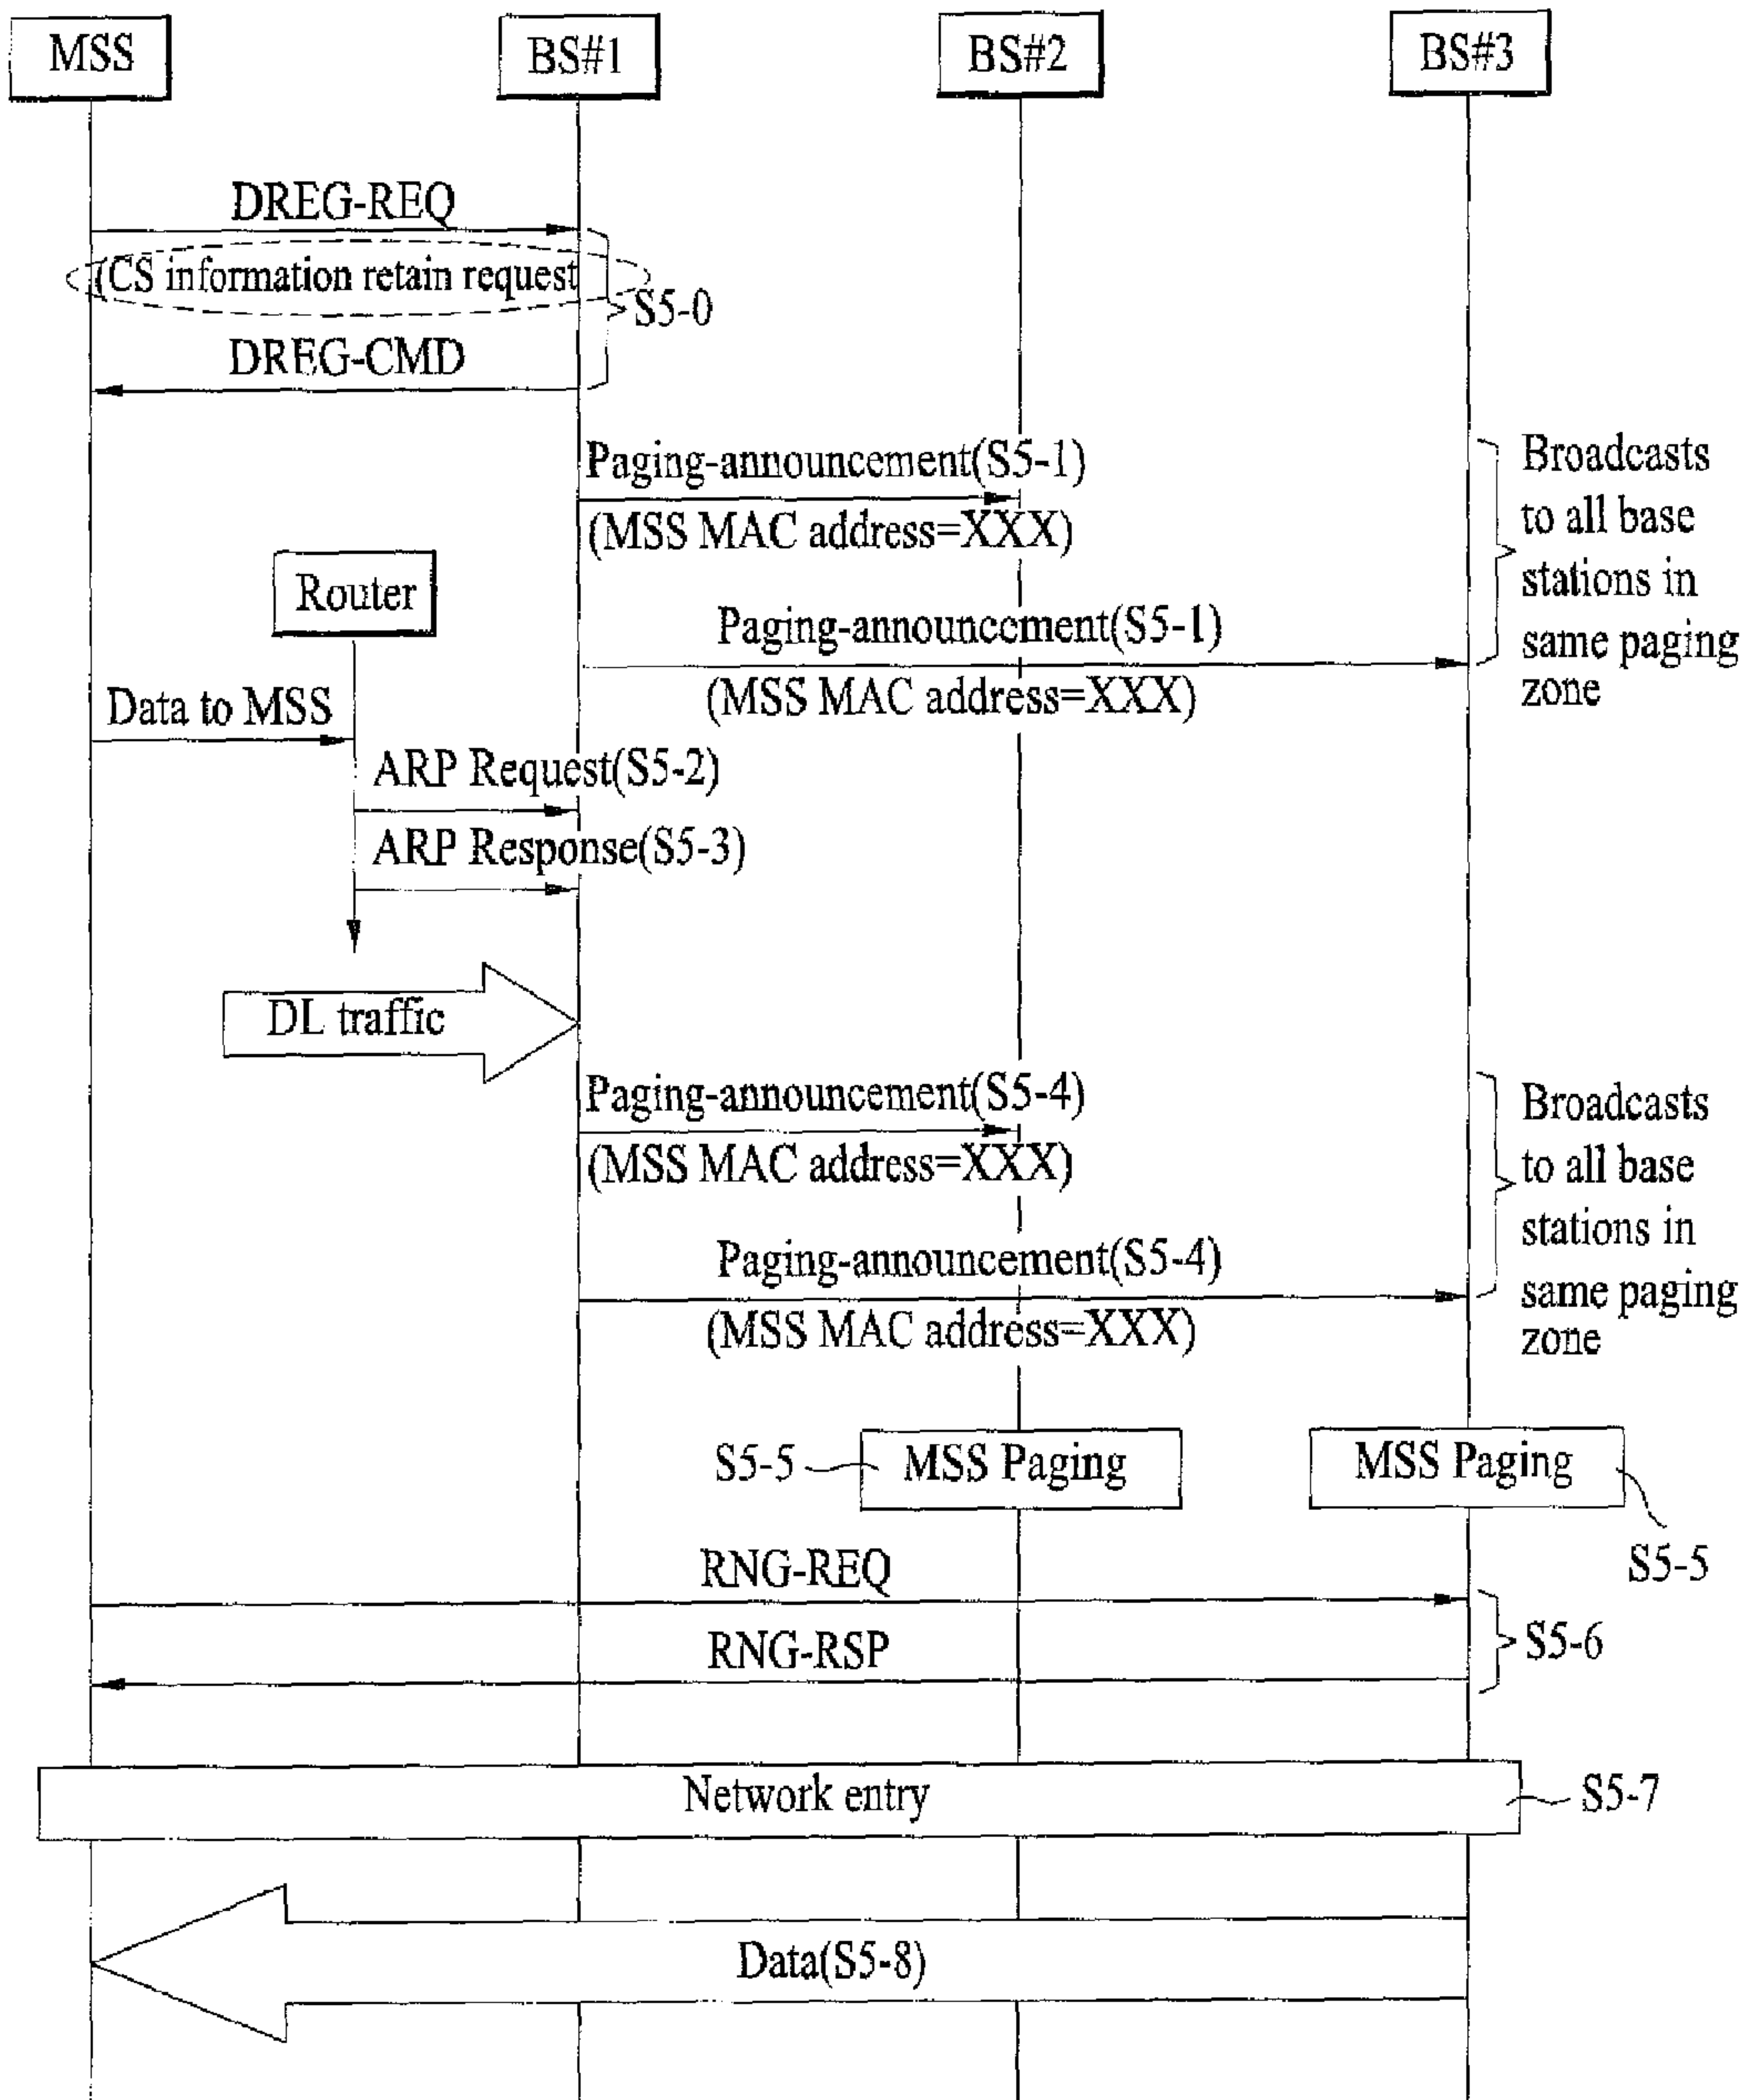 MSS
BS#1
BS#2
BS#3
DREG-REQ
(CS information retain request
S5-0
DREG-CMD
Paging-announcement(S5-1)
(MSS MAC address=XXX)
Broadcasts
to all base
stations in
same paging
zone
Router
Paging-announcement(S5-1)
(MSS MAC address=XXX)
Data to MSS
ARP Request(S5-2)
ARP Response(S5-3)
DL traffic
Paging-announcement(S5-4)
(MSS MAC address=XXX)
Broadcasts
to all base
stations in
same paging
zone
Paging-announcement(S5-4)
(MSS MAC address=XXX)
S5-5
MSS Paging
MSS Paging
S5-5
RNG-REQ
RNG-RSP
S5-6
Network entry
S5-7
Data(S5-8)